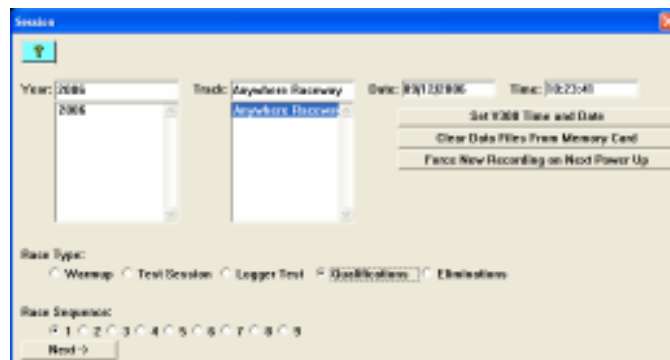 Session
?
Year: 2006 Track: Anywhere Raceway Date: 09/12/2006 Time: 10:23:41
2006 Anywhere Raceway
Set V300 Time and Date
Clear Data Files From Memory Card
Force New Recording on Next Power Up
Race Type:
Warmup Test Session Logger Test Qualifications Eliminations
Race Sequence:
1 2 3 4 5 6 7 8 9
Next ->